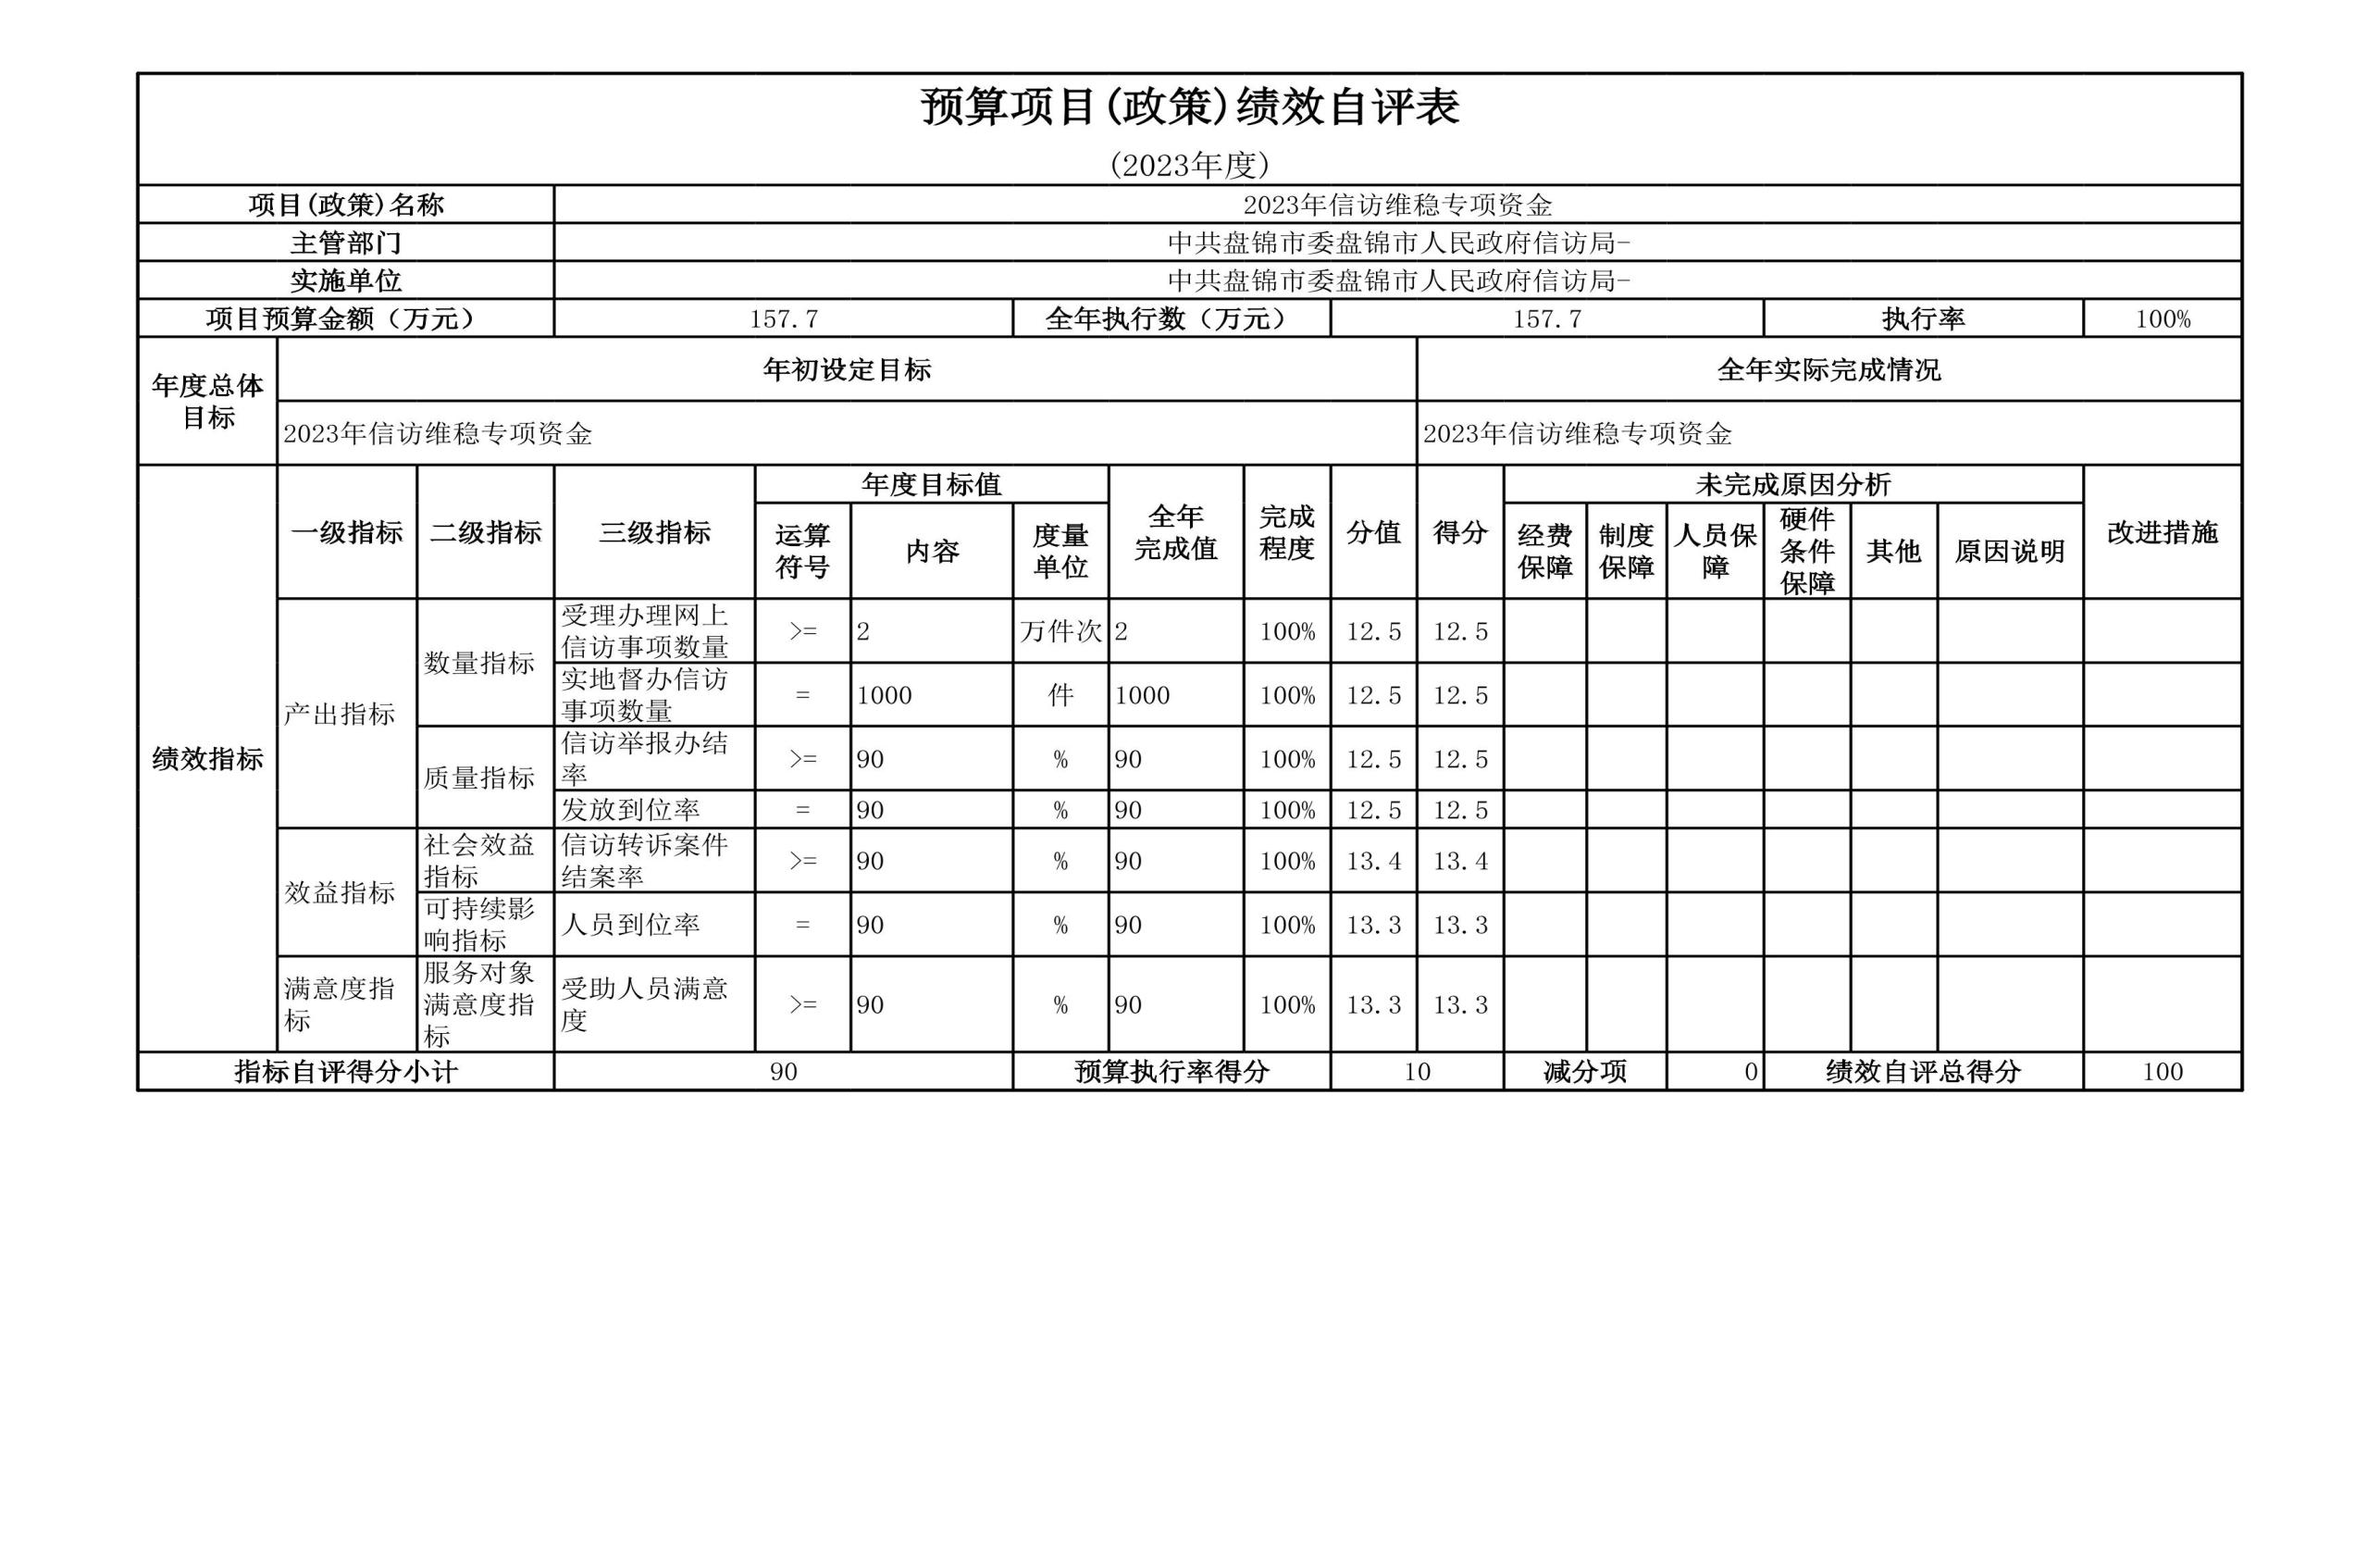 预算项目(政策)绩效自评表
(2023年度)
项目(政策)名称 2023年信访维稳专项资金
主管部门 中共盘锦市委盘锦市人民政府信访局-
实施单位 中共盘锦市委盘锦市人民政府信访局-
项目预算金额（万元） 157.7 全年执行数（万元） 157.7 执行率 100%
年度总体
目标
年初设定目标 全年实际完成情况
2023年信访维稳专项资金 2023年信访维稳专项资金
绩效指标
一级指标 二级指标 三级指标
年度目标值
运算
符号
内容
度量
单位
全年
完成值
完成
程度
分值 得分
未完成原因分析
经费
保障
制度
保障
人员保
障
硬件
条件
保障
其他 原因说明
改进措施
产出指标
数量指标
受理办理网上
信访事项数量
>= 2 万件次 2 100% 12.5 12.5
实地督办信访
事项数量
= 1000 件 1000 100% 12.5 12.5
质量指标
信访举报办结
率
>= 90 % 90 100% 12.5 12.5
发放到位率 = 90 % 90 100% 12.5 12.5
效益指标
社会效益
指标
信访转诉案件
结案率
>= 90 % 90 100% 13.4 13.4
可持续影
响指标
人员到位率 = 90 % 90 100% 13.3 13.3
满意度指
标
服务对象
满意度指
标
受助人员满意
度
>= 90 % 90 100% 13.3 13.3
指标自评得分小计 90 预算执行率得分 10 减分项 0 绩效自评总得分 100